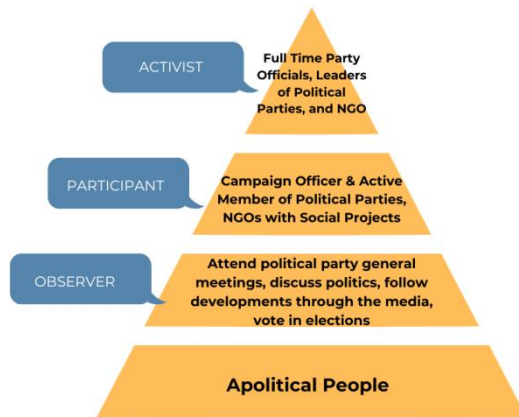 ACTIVIST
Full Time Party
Officials, Leaders
of Political
Parties, and NGO
PARTICIPANT
Campaign Officer & Active
Member of Political Parties,
NGOs with Social Projects
OBSERVER
Attend political party general
meetings, discuss politics, follow
developments through the media,
vote in elections
Apolitical People